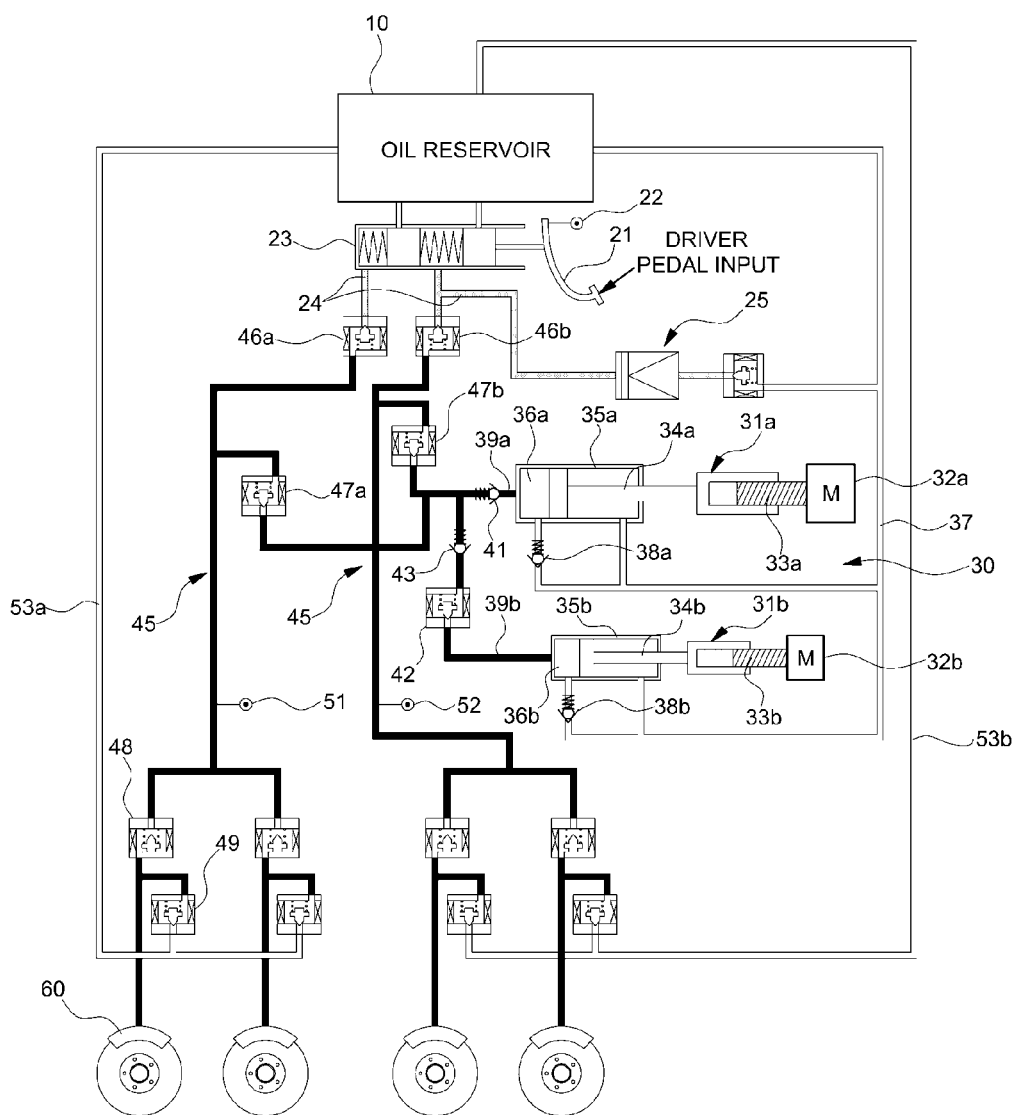 10
OIL RESERVOIR
22
23
21
DRIVER
PEDAL INPUT
24
25
46a
46b
47b
36a
35a
34a
31a
39a
M
32a
47a
41
38a
33a
37
43
30
53a
45
45
39b
35b
34b
31b
42
M
32b
36b
38b
33b
51
52
53b
48
49
60